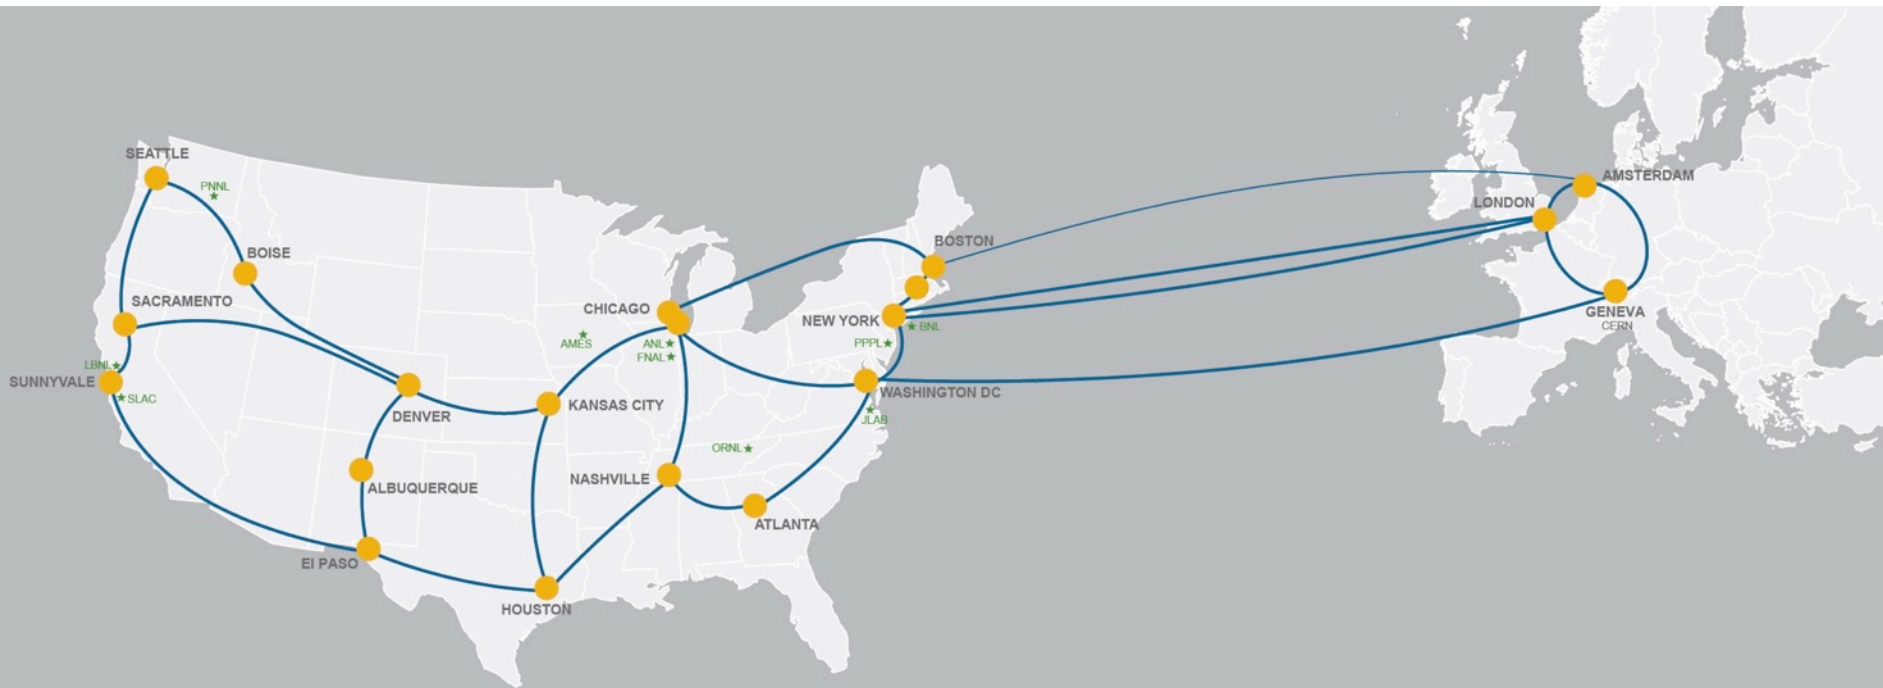 SEATTLE
PNNL
BOISE
SACRAMENTO
LBNL
SUNNYVALE
SLAC
DENVER
ALBUQUERQUE
EI PASO
HOUSTON
KANSAS CITY
AMES
CHICAGO
ANL
FNAL
NASHVILLE
ORNL
ATLANTA
BOSTON
NEW YORK
BNL
PPPL
WASHINGTON DC
JLAB
AMSTERDAM
LONDON
GENEVA
CERN